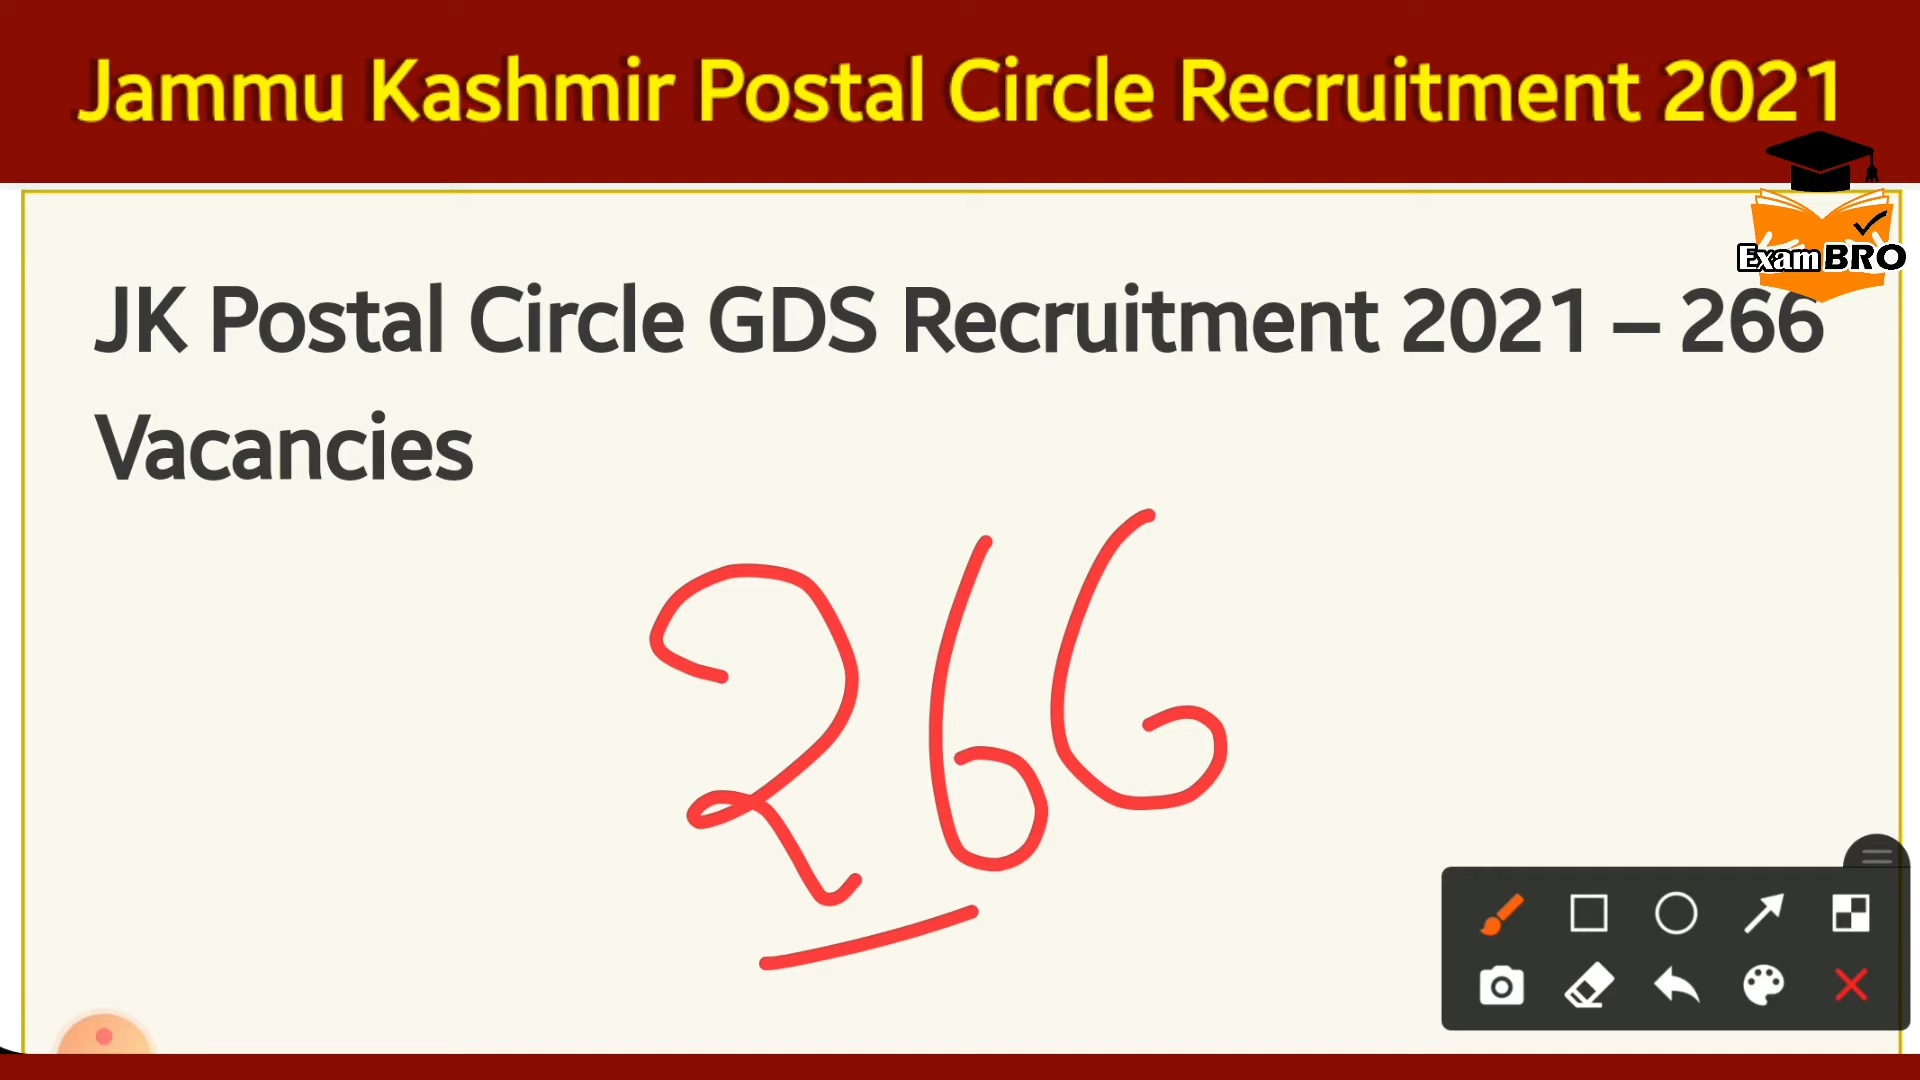 Jammu Kashmir Postal Circle Recruitment 2021
Exam BRO
JK Postal Circle GDS Recruitment 2021 – 266
Vacancies
266